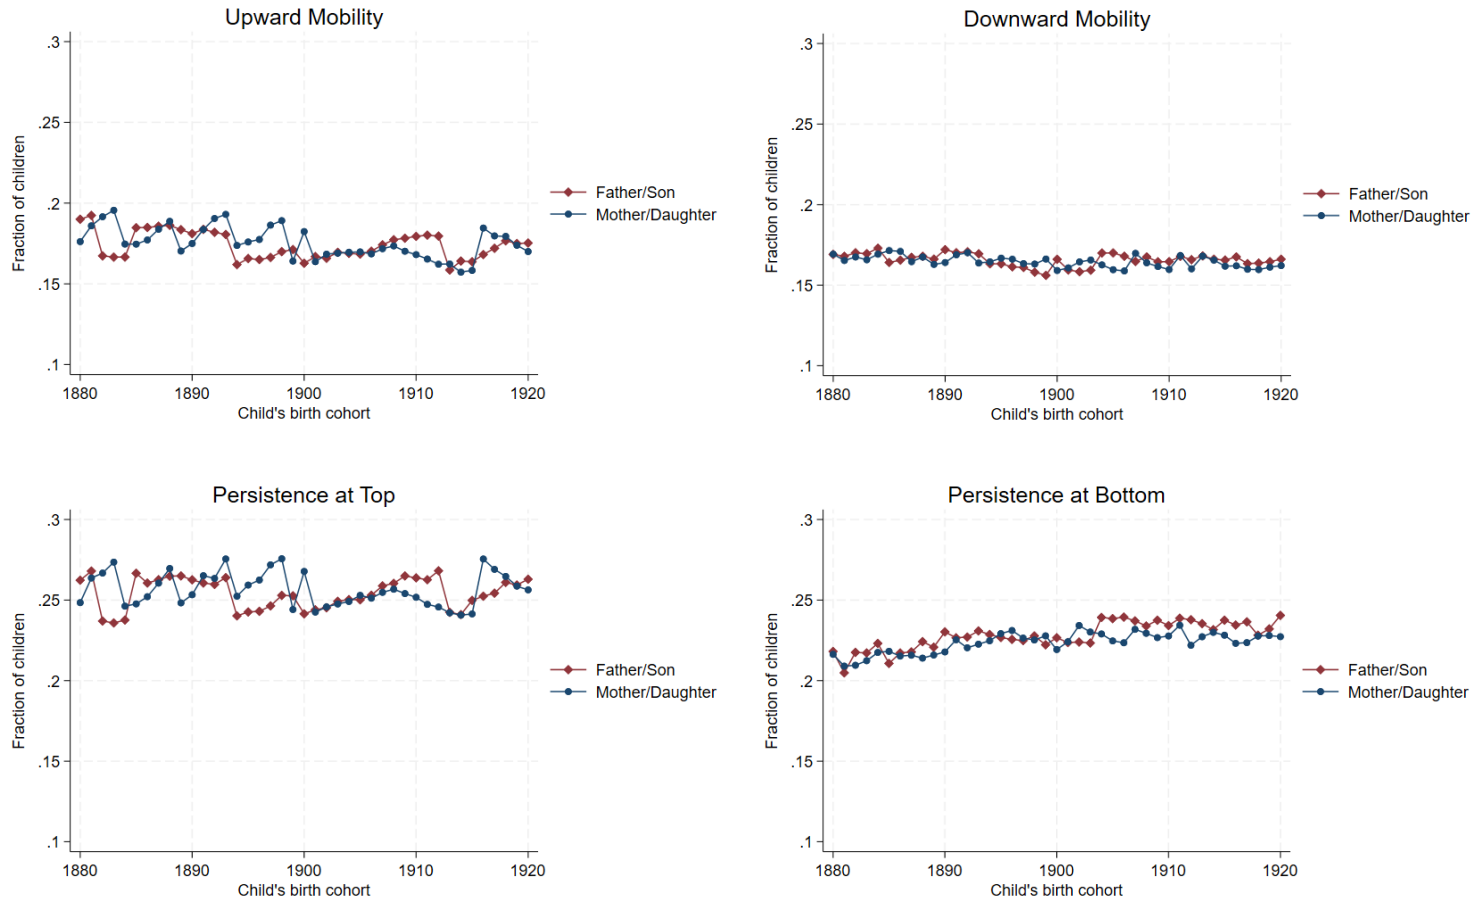 Upward Mobility
.3
.25
.2
.15
.1
Fraction of children
1880
1890
1900
1910
1920
Child's birth cohort
Father/Son
Mother/Daughter
Downward Mobility
.3
.25
.2
.15
.1
Fraction of children
1880
1890
1900
1910
1920
Child's birth cohort
Father/Son
Mother/Daughter
Persistence at Top
.3
.25
.2
.15
.1
Fraction of children
1880
1890
1900
1910
1920
Child's birth cohort
Father/Son
Mother/Daughter
Persistence at Bottom
.3
.25
.2
.15
.1
Fraction of children
1880
1890
1900
1910
1920
Child's birth cohort
Father/Son
Mother/Daughter